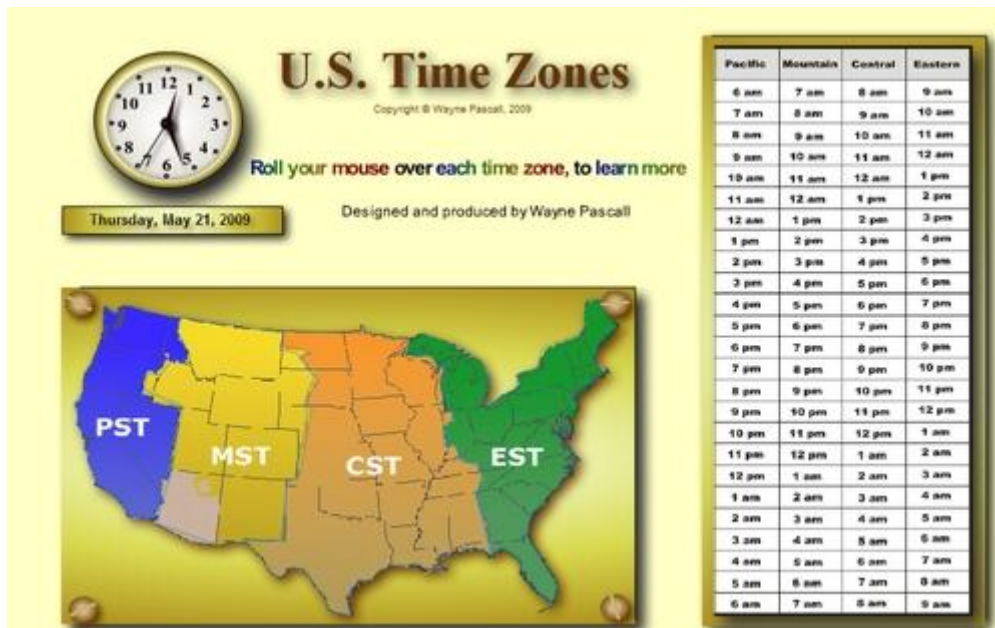 U.S. Time Zones
Copyright © Wayne Pascall, 2009
12
11 1
10 2
9 3
8 4
7 5
6
Roll your mouse over each time zone, to learn more
Thursday, May 21, 2009
Designed and produced by Wayne Pascall
PST
MST
CST
EST
Pacific Mountain Central Eastern
6 am 7 am 8 am 9 am
7 am 8 am 9 am 10 am
8 am 9 am 10 am 11 am
9 am 10 am 11 am 12 am
10 am 11 am 12 am 1 pm
11 am 12 am 1 pm 2 pm
12 am 1 pm 2 pm 3 pm
1 pm 2 pm 3 pm 4 pm
2 pm 3 pm 4 pm 5 pm
3 pm 4 pm 5 pm 6 pm
4 pm 5 pm 6 pm 7 pm
5 pm 6 pm 7 pm 8 pm
6 pm 7 pm 8 pm 9 pm
7 pm 8 pm 9 pm 10 pm
8 pm 9 pm 10 pm 11 pm
9 pm 10 pm 11 pm 12 pm
10 pm 11 pm 12 pm 1 am
11 pm 12 pm 1 am 2 am
12 pm 1 am 2 am 3 am
1 am 2 am 3 am 4 am
2 am 3 am 4 am 5 am
3 am 4 am 5 am 6 am
4 am 5 am 6 am 7 am
5 am 6 am 7 am 8 am
6 am 7 am 8 am 9 am